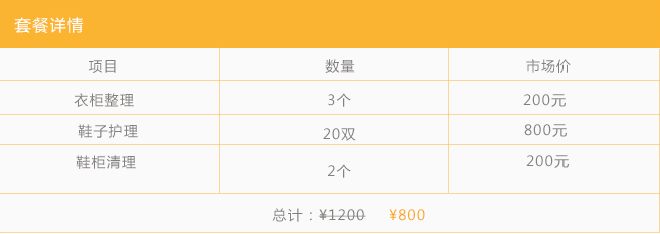 套餐详情
项目 数量 市场价
衣柜整理 3个 200元
鞋子护理 20双 800元
鞋柜清理 2个 200元
总计：¥1200 ¥800